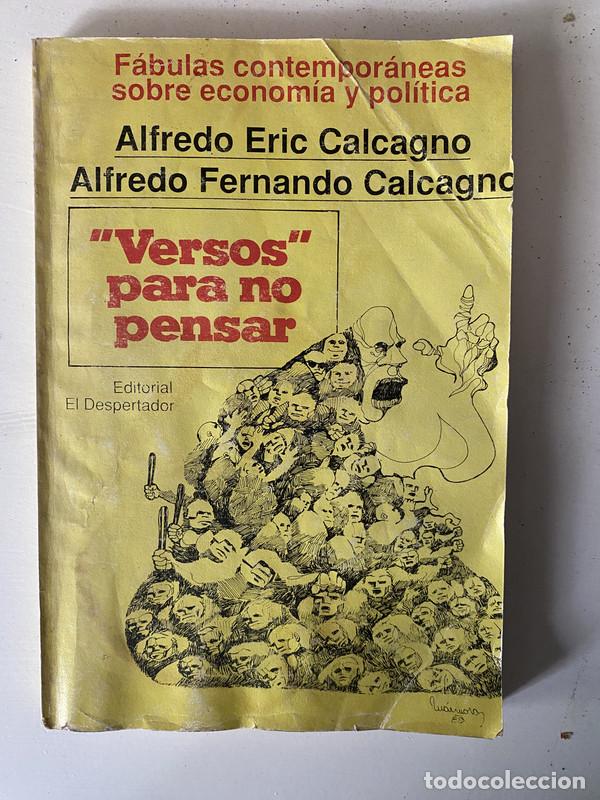 Fábulas contemporáneas
sobre economía y política
Alfredo Eric Calcagno
Alfredo Fernando Calcagno
"Versos"
para no
pensar
Editorial
El Despertador
todocoleccion